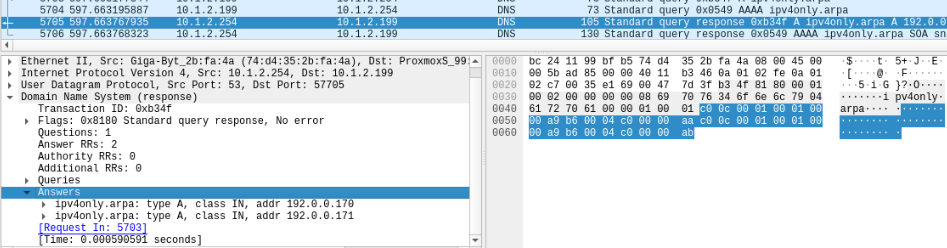 5704 597.663195887 10.1.2.199 10.1.2.254 DNS 73 Standard query 0x0549 AAAA ipv4only.arpa
5705 597.663767935 10.1.2.254 10.1.2.199 DNS 105 Standard query response 0xb34f A ipv4only.arpa A 192.0.0
5706 597.663768323 10.1.2.254 10.1.2.199 DNS 130 Standard query response 0x0549 AAAA ipv4only.arpa SOA sn
Ethernet II, Src: Giga-Byt_2b:fa:4a (74:d4:35:2b:fa:4a), Dst: ProxmoxS_99:
Internet Protocol Version 4, Src: 10.1.2.254, Dst: 10.1.2.199
User Datagram Protocol, Src Port: 53, Dst Port: 57705
Domain Name System (response)
Transaction ID: 0xb34f
Flags: 0x8180 Standard query response, No error
Questions: 1
Answer RRs: 2
Authority RRs: 0
Additional RRs: 0
Queries
Answers
ipv4only.arpa: type A, class IN, addr 192.0.0.170
ipv4only.arpa: type A, class IN, addr 192.0.0.171
[Request In: 5703]
[Time: 0.000590591 seconds]
0000 bc 24 11 99 bf b5 74 d4 35 2b fa 4a 08 00 45 00 ·$····t· 5+·J··E·
0010 00 5b ad 85 00 00 40 11 b3 46 0a 01 02 fe 0a 01 ·[····@· ·F······
0020 02 c7 00 35 e1 69 00 47 7d 3f b3 4f 81 80 00 01 ···5·i·G }?·O····
0030 00 02 00 00 00 00 08 69 70 76 34 6f 6e 6c 79 04 ·······i pv4only·
0040 61 72 70 61 00 00 01 00 01 c0 0c 00 01 00 01 00 arpa···· ········
0050 00 a9 b6 00 04 c0 00 00 aa c0 0c 00 01 00 01 00 ········ ········
0060 00 a9 b6 00 04 c0 00 00 ab ········ ·